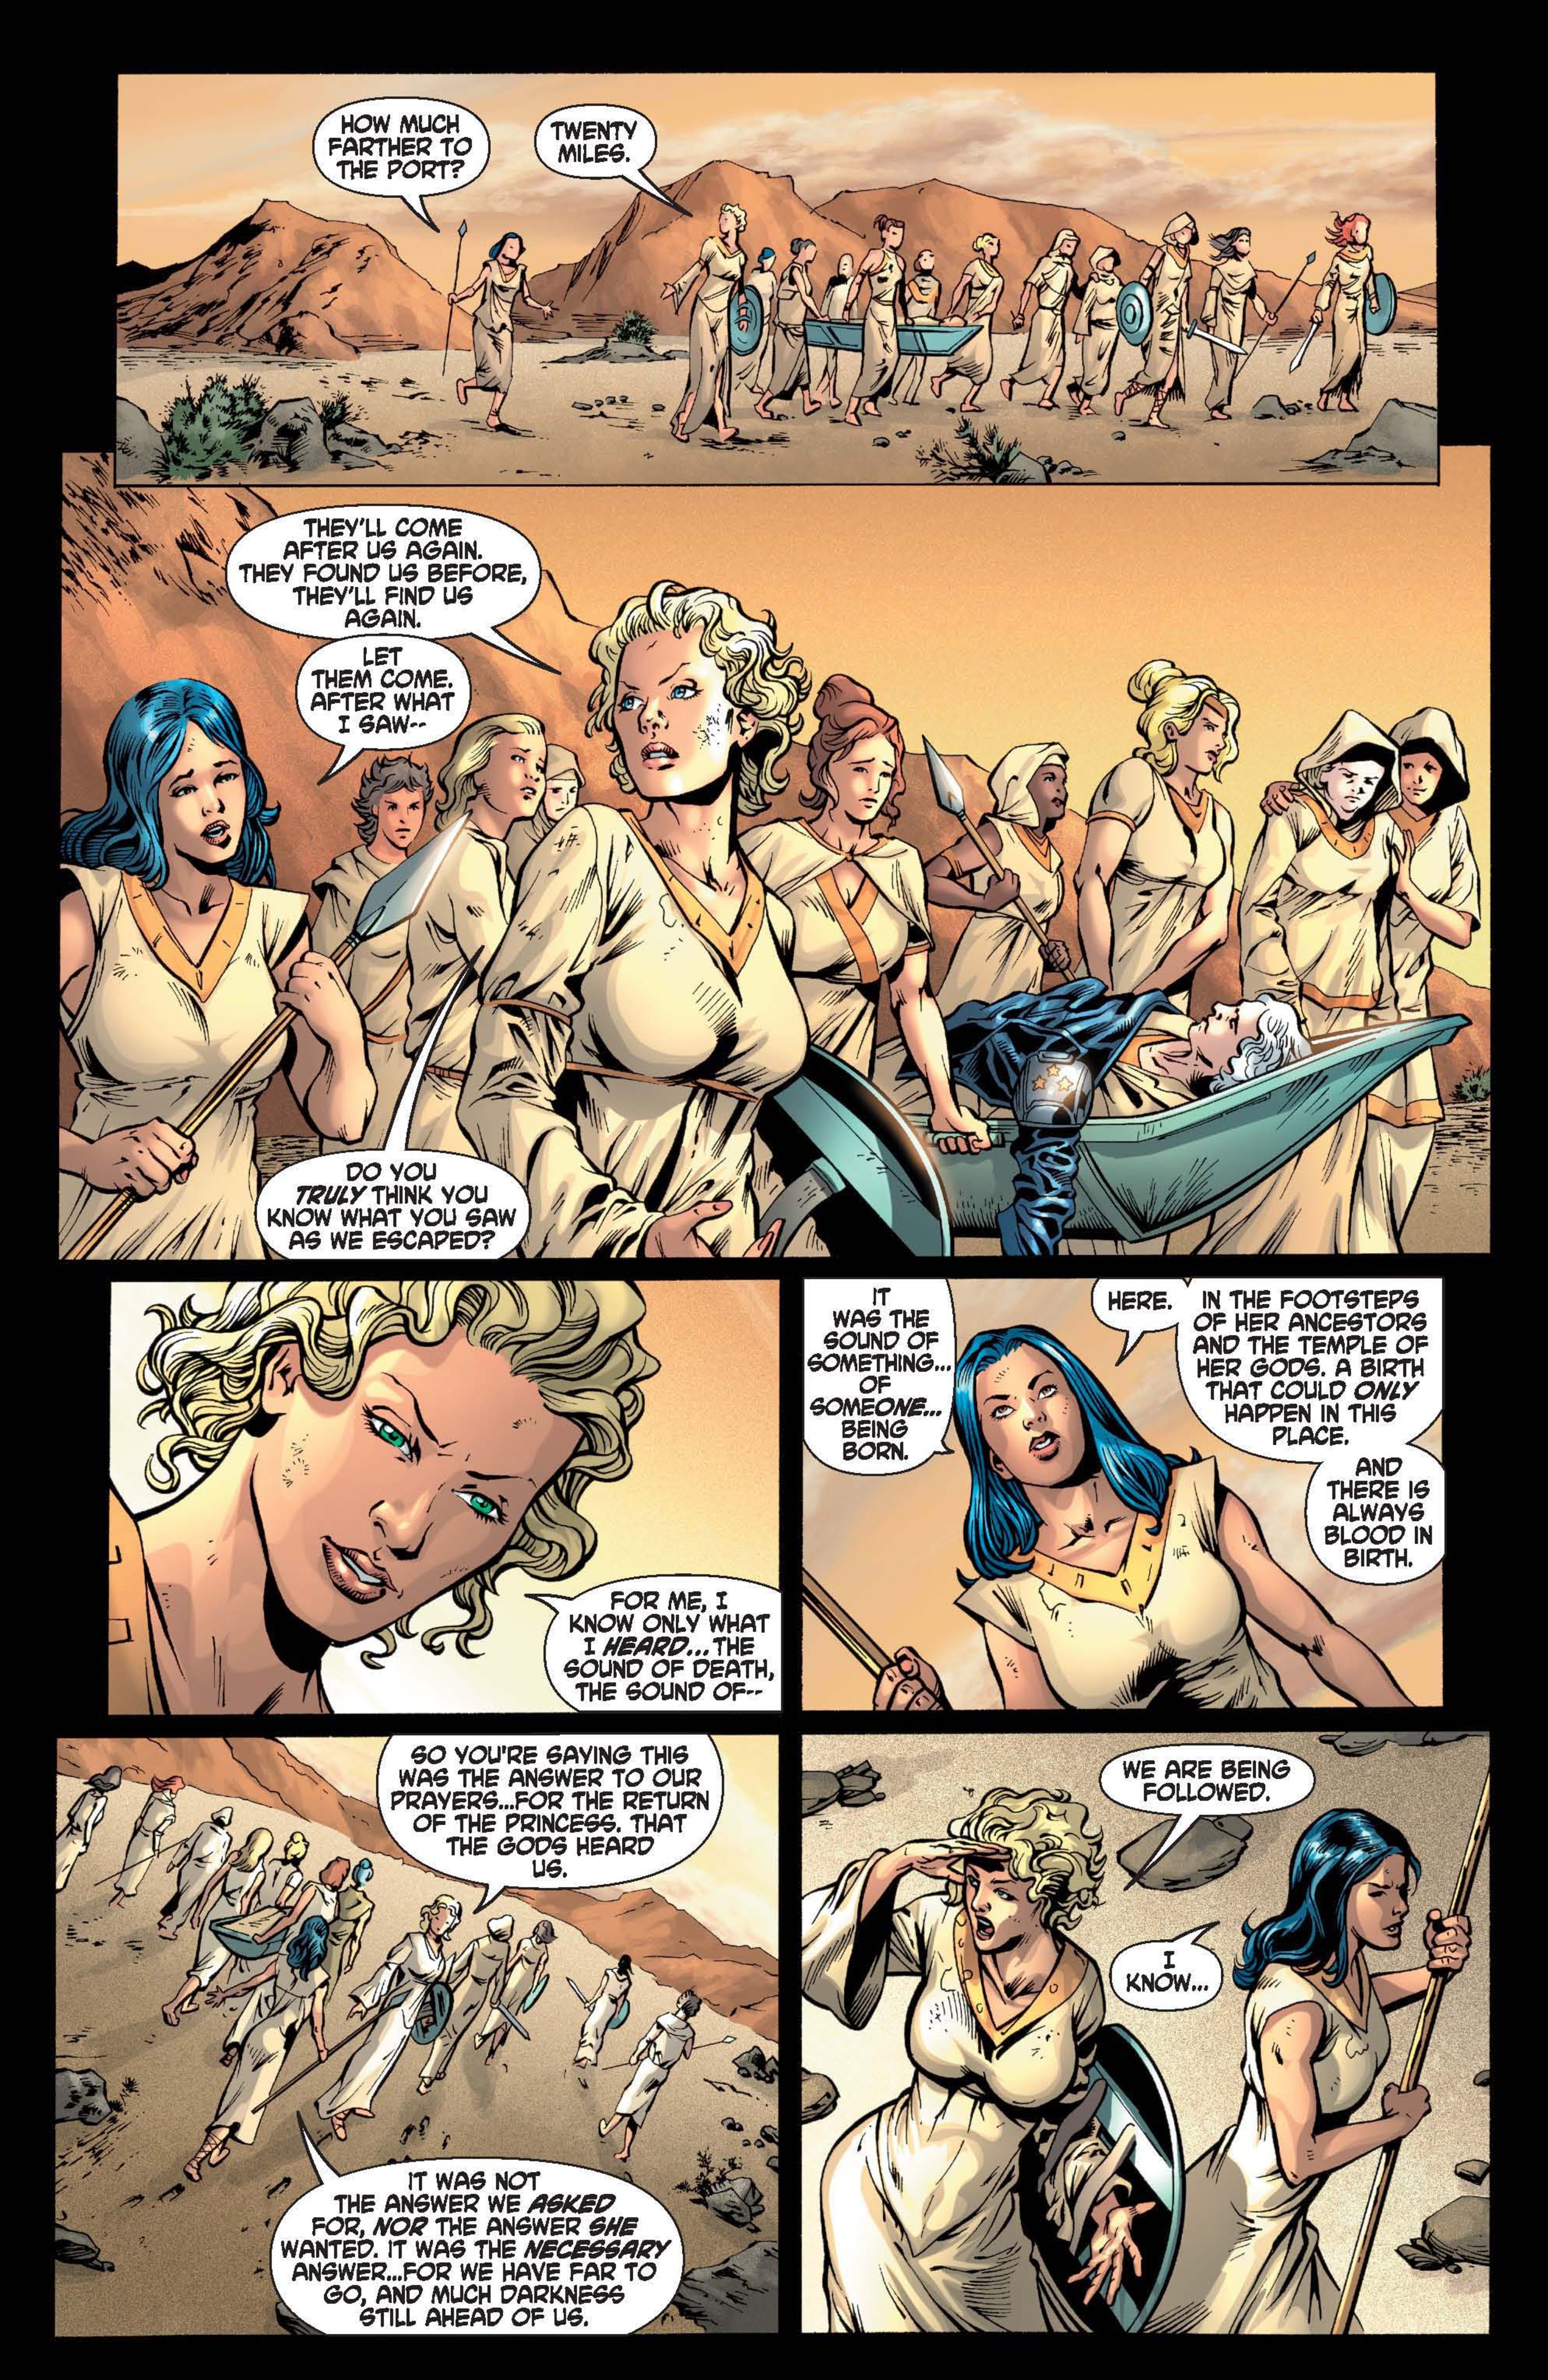 HOW MUCH
FARTHER TO
THE PORT?
TWENTY
MILES.
THEY'LL COME
AFTER US AGAIN.
THEY FOUND US BEFORE,
THEY'LL FIND US
AGAIN.
LET
THEM COME.
AFTER WHAT
I SAW--
DO YOU
TRULY THINK YOU
KNOW WHAT YOU SAW
AS WE ESCAPED?
FOR ME, I
KNOW ONLY WHAT
I HEARD...THE
SOUND OF DEATH,
THE SOUND OF--
IT
WAS THE
SOUND OF
SOMETHING...
OF
SOMEONE...
BEING
BORN.
HERE.
IN THE FOOTSTEPS
OF HER ANCESTORS
AND THE TEMPLE OF
HER GODS. A BIRTH
THAT COULD ONLY
HAPPEN IN THIS
PLACE.
AND
THERE IS
ALWAYS
BLOOD IN
BIRTH.
SO YOU'RE SAYING THIS
WAS THE ANSWER TO OUR
PRAYERS...FOR THE RETURN
OF THE PRINCESS. THAT
THE GODS HEARD
US.
IT WAS NOT
THE ANSWER WE ASKED
FOR, NOR THE ANSWER SHE
WANTED. IT WAS THE NECESSARY
ANSWER...FOR WE HAVE FAR TO
GO, AND MUCH DARKNESS
STILL AHEAD OF US.
WE ARE BEING
FOLLOWED.
I
KNOW...